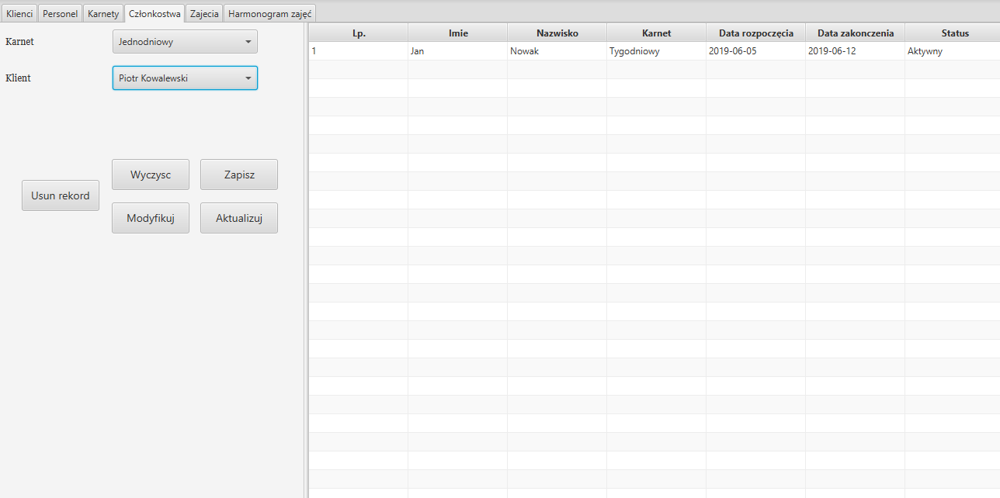 Klienci Personel Karnety Członkostwa Zajecia Harmonogram zajęć
Karnet Jednodniowy
Klient Piotr Kowalewski
Wyczysc Zapisz
Usun rekord
Modyfikuj Aktualizuj
Lp. Imie Nazwisko Karnet Data rozpoczęcia Data zakonczenia Status
1 Jan Nowak Tygodniowy 2019-06-05 2019-06-12 Aktywny